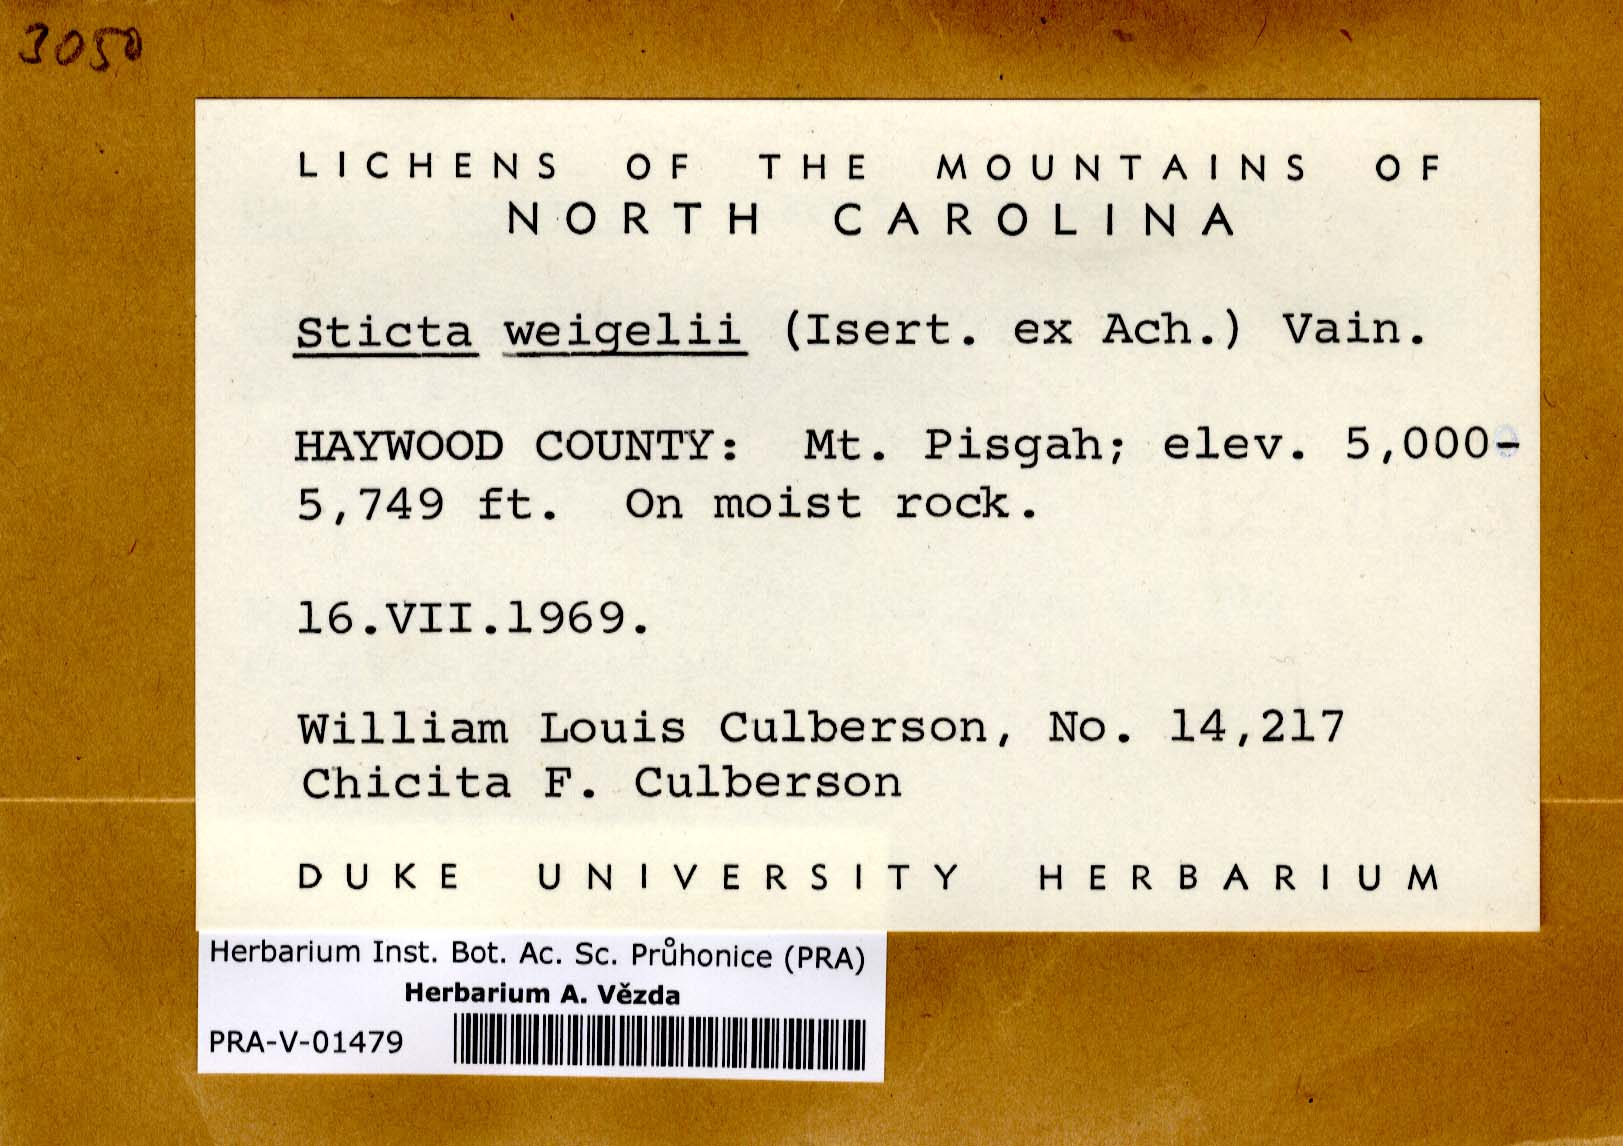 3050
LICHENS OF THE MOUNTAINS OF
NORTH CAROLINA
Sticta weigelii (Isert. ex Ach.) Vain.
HAYWOOD COUNTY: Mt. Pisgah; elev. 5,000-
5,749 ft. On moist rock.
16.VII.1969.
William Louis Culberson, No. 14,217
Chicita F. Culberson
DUKE UNIVERSITY HERBARIUM
Herbarium Inst. Bot. Ac. Sc. Průhonice (PRA)
Herbarium A. Vězda
PRA-V-01479